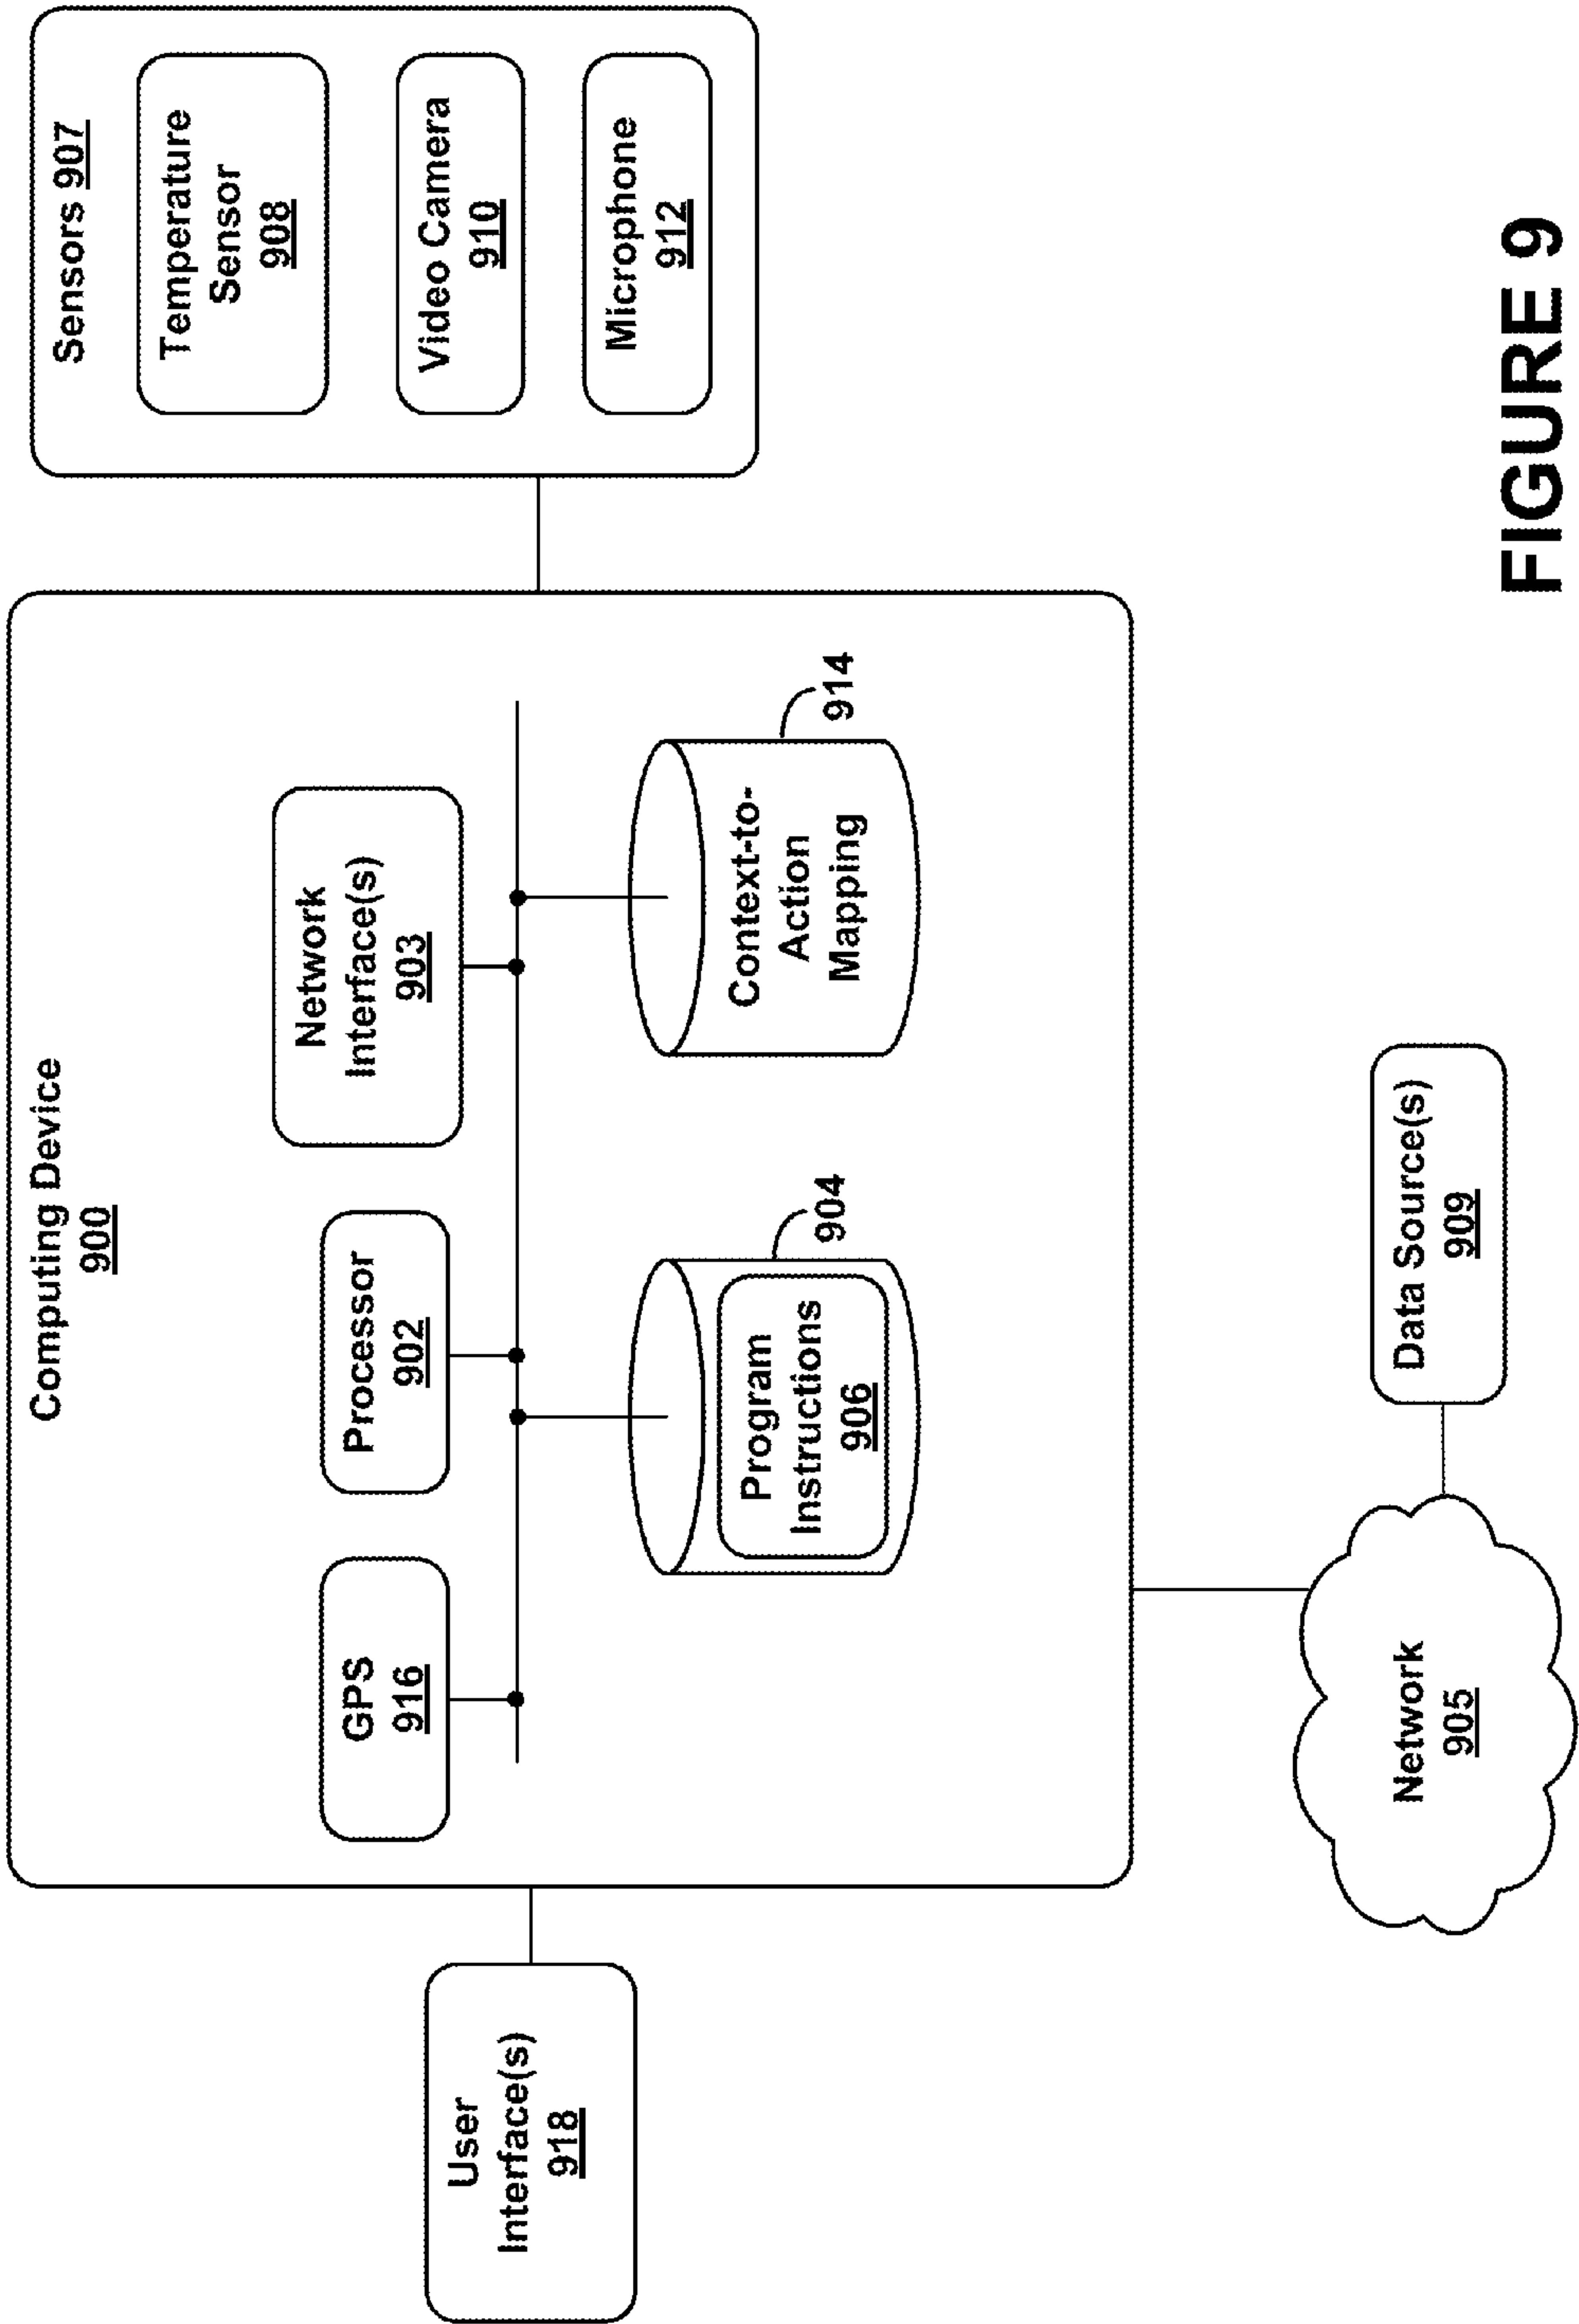 Computing Device
900
User
Interface(s)
918
GPS
916
Processor
902
Network
Interface(s)
903
Program
Instructions
906
904
Context-to-
Action
Mapping
914
Sensors 907
Temperature
Sensor
908
Video Camera
910
Microphone
912
Network
905
Data Source(s)
909
FIGURE 9